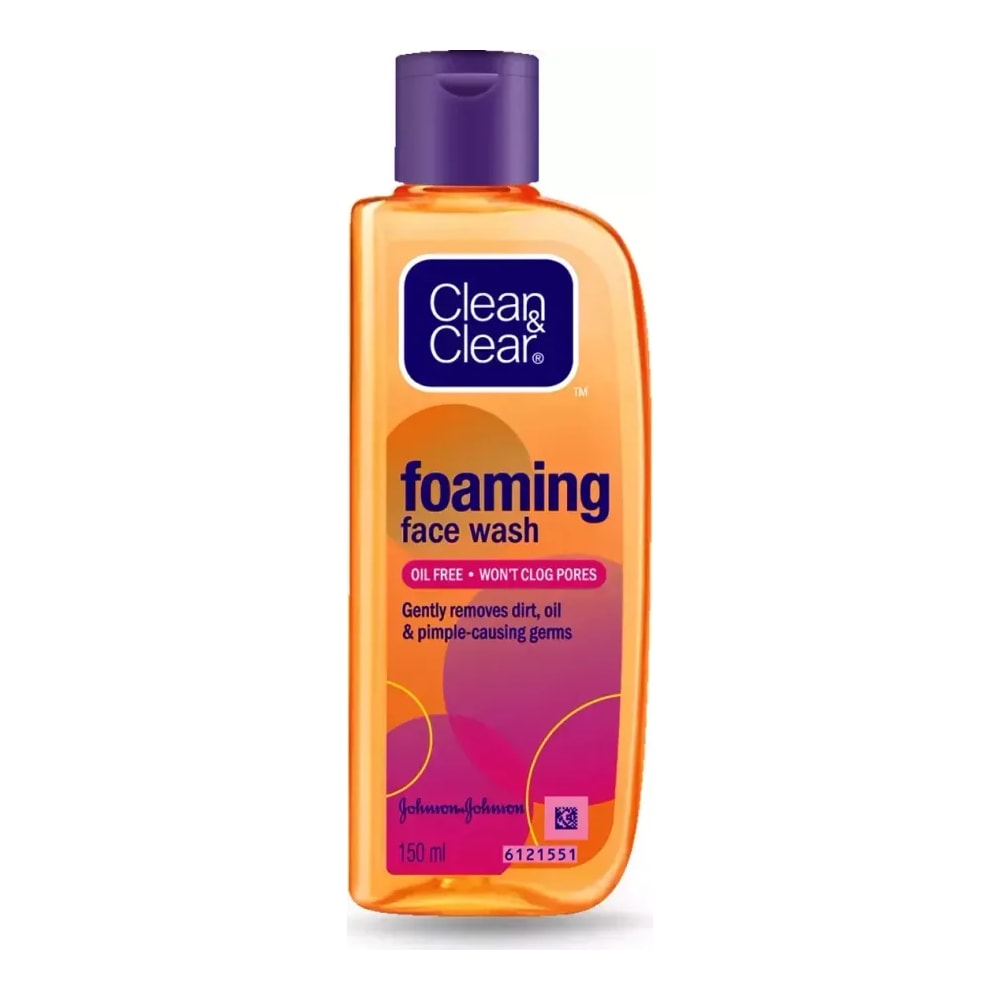 Clean
&
Clear®
TM
foaming
face wash
OIL FREE • WON'T CLOG PORES
Gently removes dirt, oil
& pimple-causing germs
Johnson&Johnson
150 ml
6121551